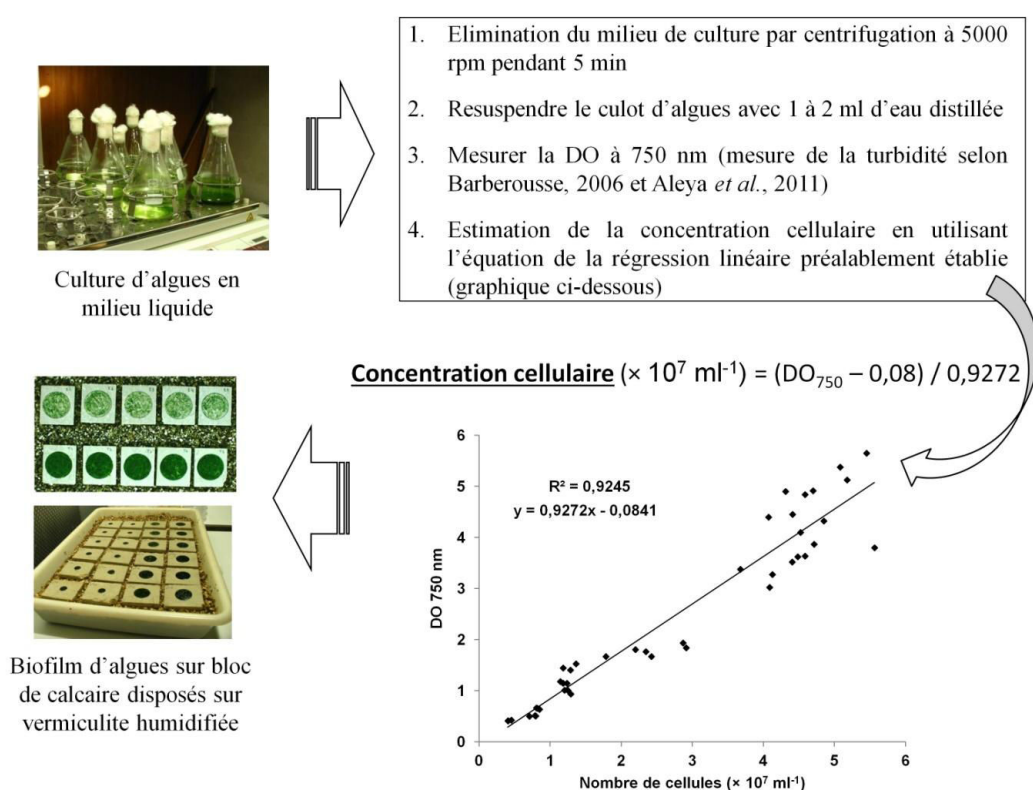 1. Elimination du milieu de culture par centrifugation à 5000
rpm pendant 5 min
2. Resuspendre le culot d'algues avec 1 à 2 ml d'eau distillée
3. Mesurer la DO à 750 nm (mesure de la turbidité selon
Barberousse, 2006 et Aleya et al., 2011)
4. Estimation de la concentration cellulaire en utilisant
l'équation de la régression linéaire préalablement établie
(graphique ci-dessous)
Culture d'algues en
milieu liquide
Concentration cellulaire (× 10⁷ ml⁻¹) = (DO₇₅₀ – 0,08) / 0,9272
6
5
4
3
2
1
0
DO 750 nm
R² = 0,9245
y = 0,9272x - 0,0841
0 1 2 3 4 5 6
Nombre de cellules (× 10⁷ ml⁻¹)
Biofilm d'algues sur bloc
de calcaire disposés sur
vermiculite humidifiée